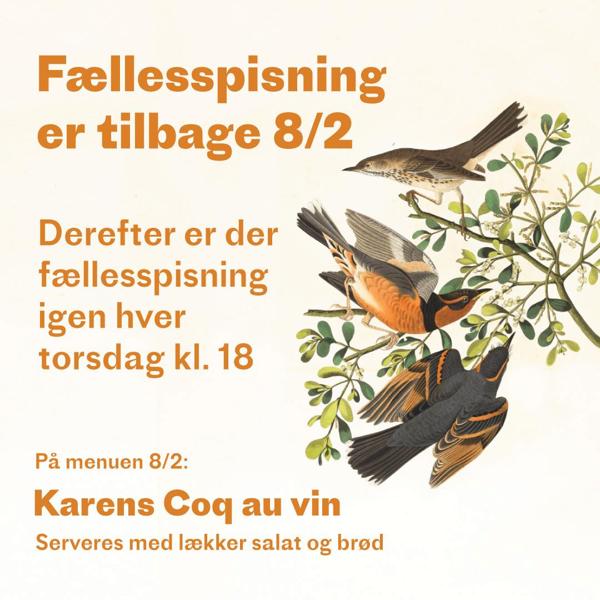 Fællesspisning
er tilbage 8/2
Derefter er der
fællesspisning
igen hver
torsdag kl. 18
På menuen 8/2:
Karens Coq au vin
Serveres med lækker salat og brød